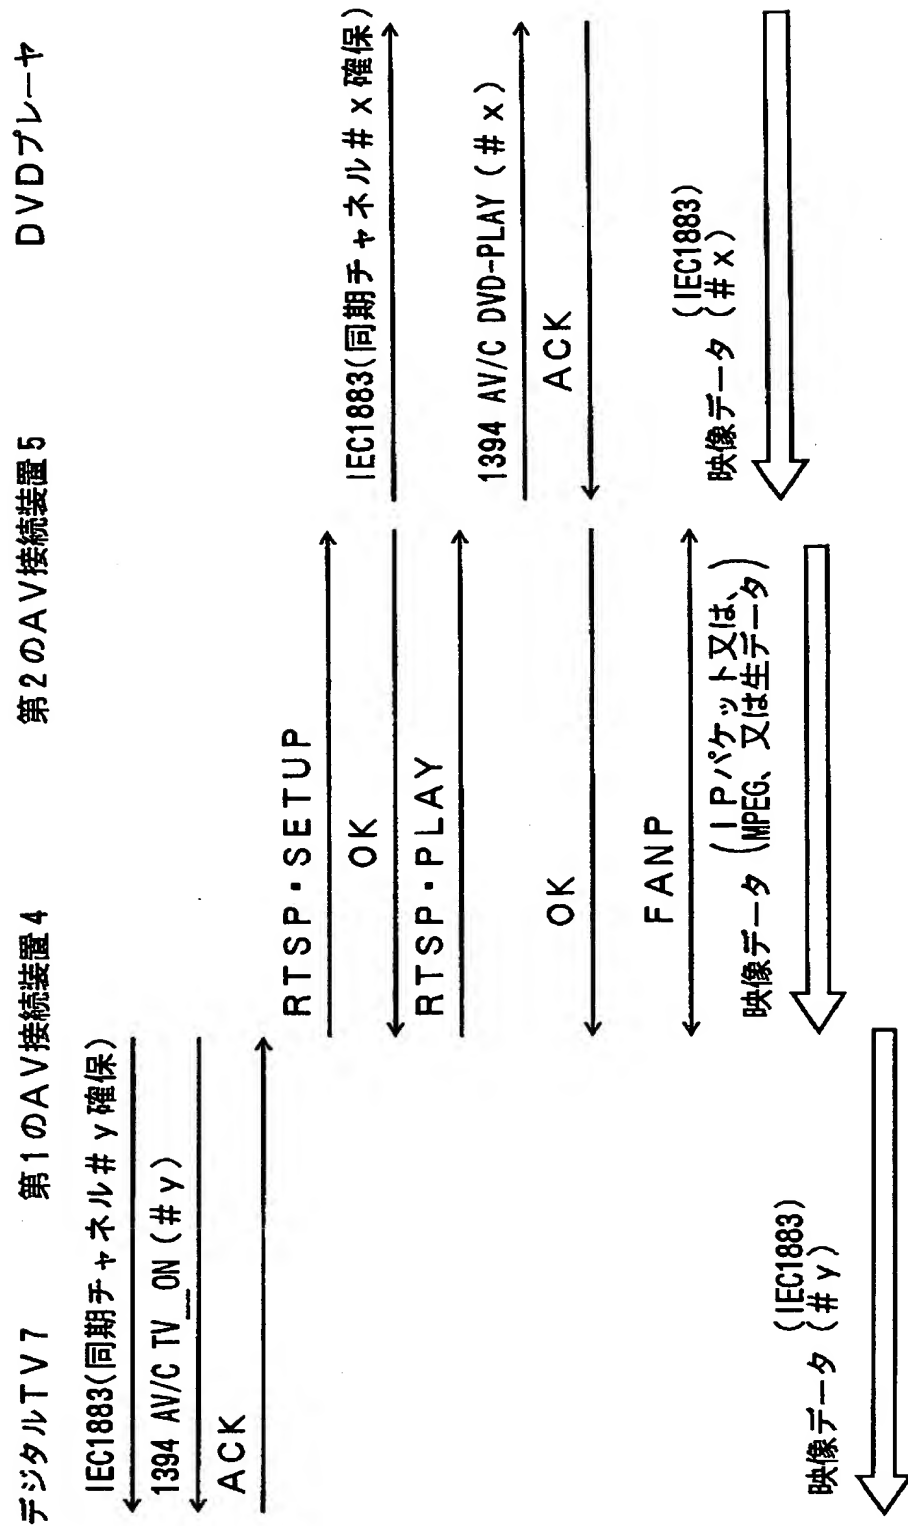 デジタルTV7
第1のAV接続装置4
第2のAV接続装置5
DVDプレーヤ
IEC1883(同期チャネル#y確保)
1394 AV/C TV_ON (#y)
ACK
RTSP・SETUP
OK
IEC1883(同期チャネル#x確保)
RTSP・PLAY
1394 AV/C DVD-PLAY (#x)
ACK
OK
FANP
映像データ (IEC1883)
(#x)
映像データ (IPパケット又は、
MPEG、又は生データ)
映像データ (IEC1883)
(#y)